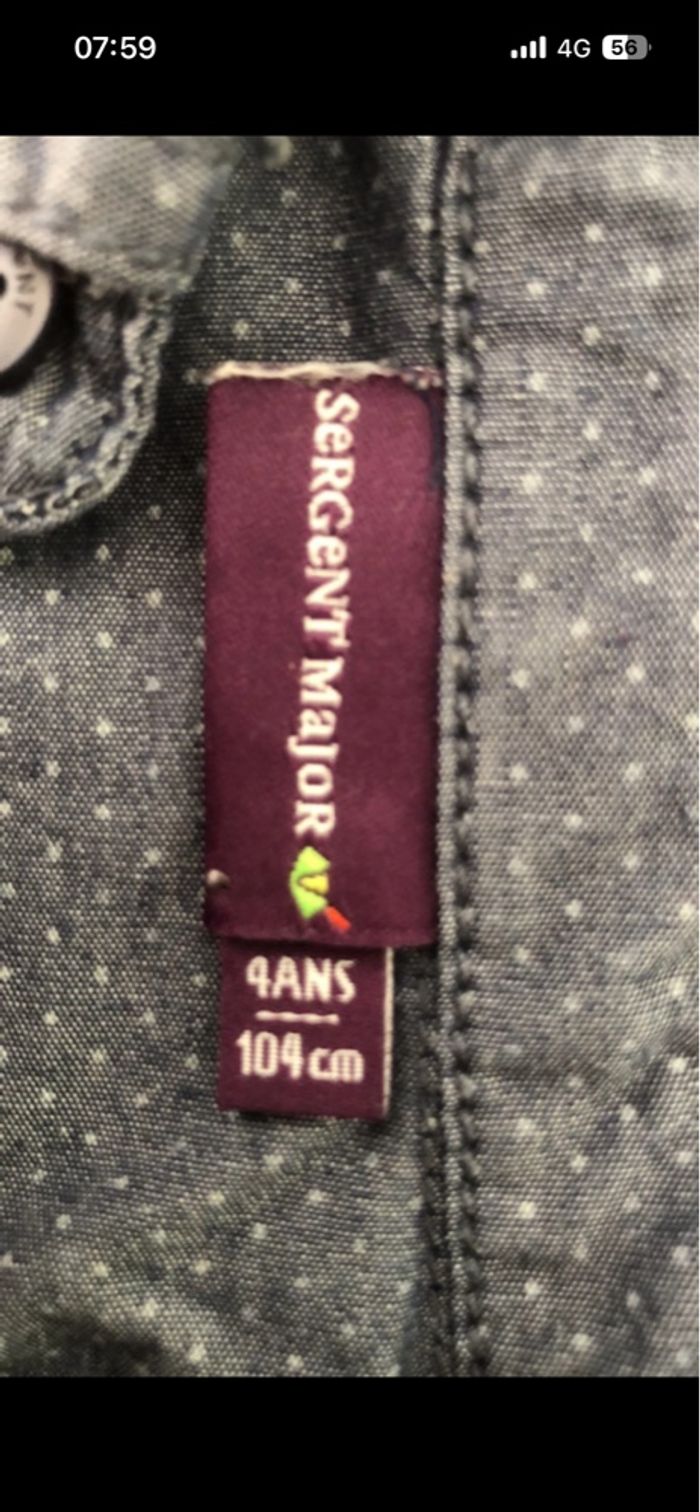 07:59
4G
56
SeRGeNT MaJoR
4ANS
104cm